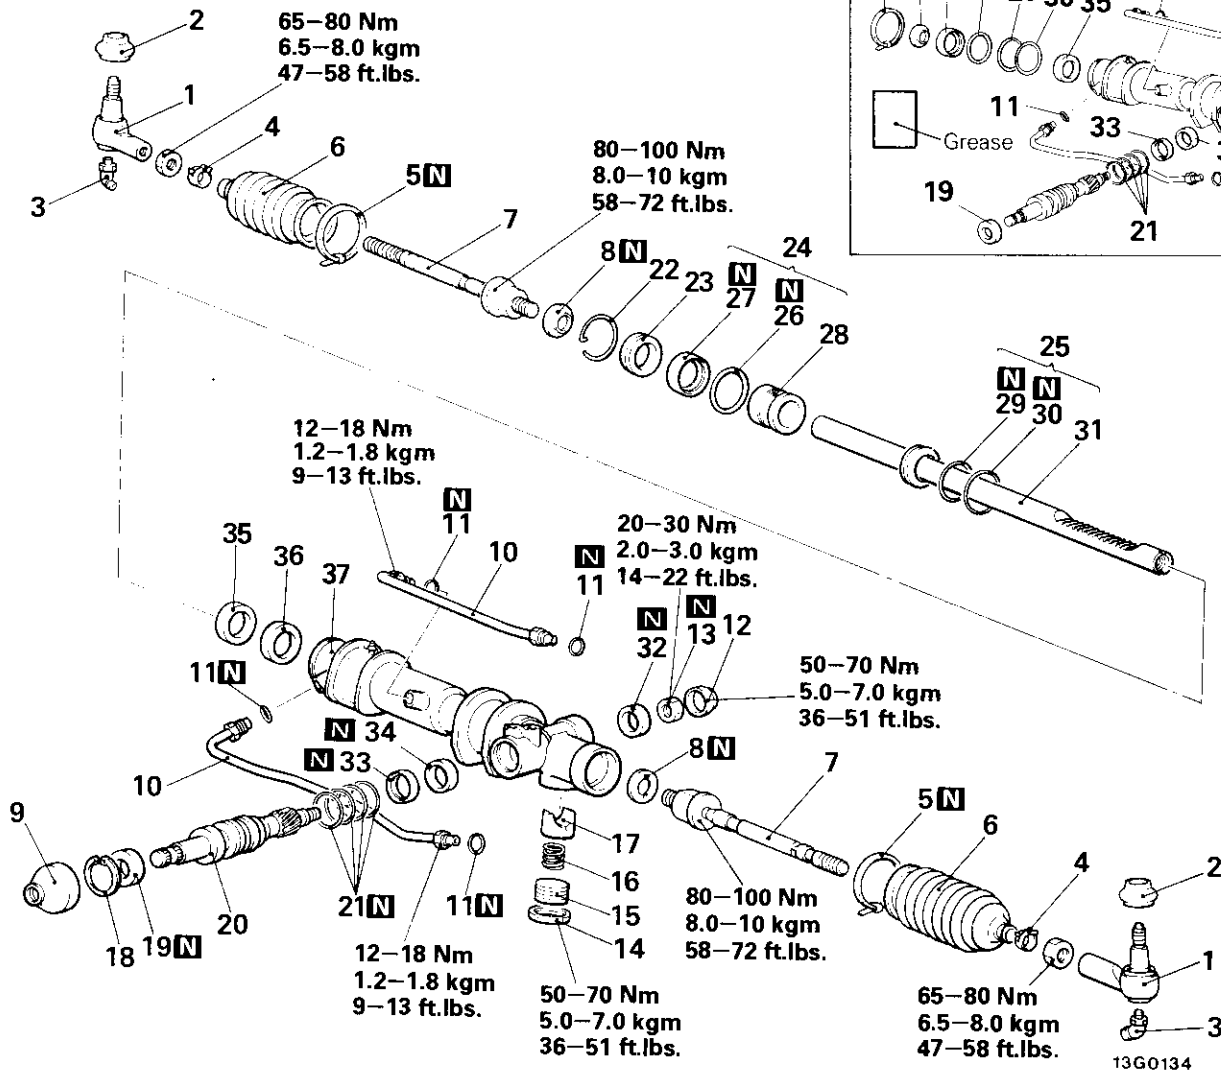 2
65–80 Nm
6.5–8.0 kgm
47–58 ft.lbs.
1
4
6
3
5 N
80–100 Nm
8.0–10 kgm
58–72 ft.lbs.
7
8 N
22
23
24
N
27
N
26
28
25
N
29
N
30
31
35
11
Grease
33
19
21
12–18 Nm
1.2–1.8 kgm
9–13 ft.lbs.
N
11
10
20–30 Nm
2.0–3.0 kgm
14–22 ft.lbs.
N
11
35
36
37
N
32
N
13
12
50–70 Nm
5.0–7.0 kgm
36–51 ft.lbs.
11 N
10
N 34
N 33
8 N
7
5 N
6
4
2
9
18
19 N
20
21 N
11 N
17
16
15
14
12–18 Nm
1.2–1.8 kgm
9–13 ft.lbs.
50–70 Nm
5.0–7.0 kgm
36–51 ft.lbs.
80–100 Nm
8.0–10 kgm
58–72 ft.lbs.
65–80 Nm
6.5–8.0 kgm
47–58 ft.lbs.
1
3
13G0134